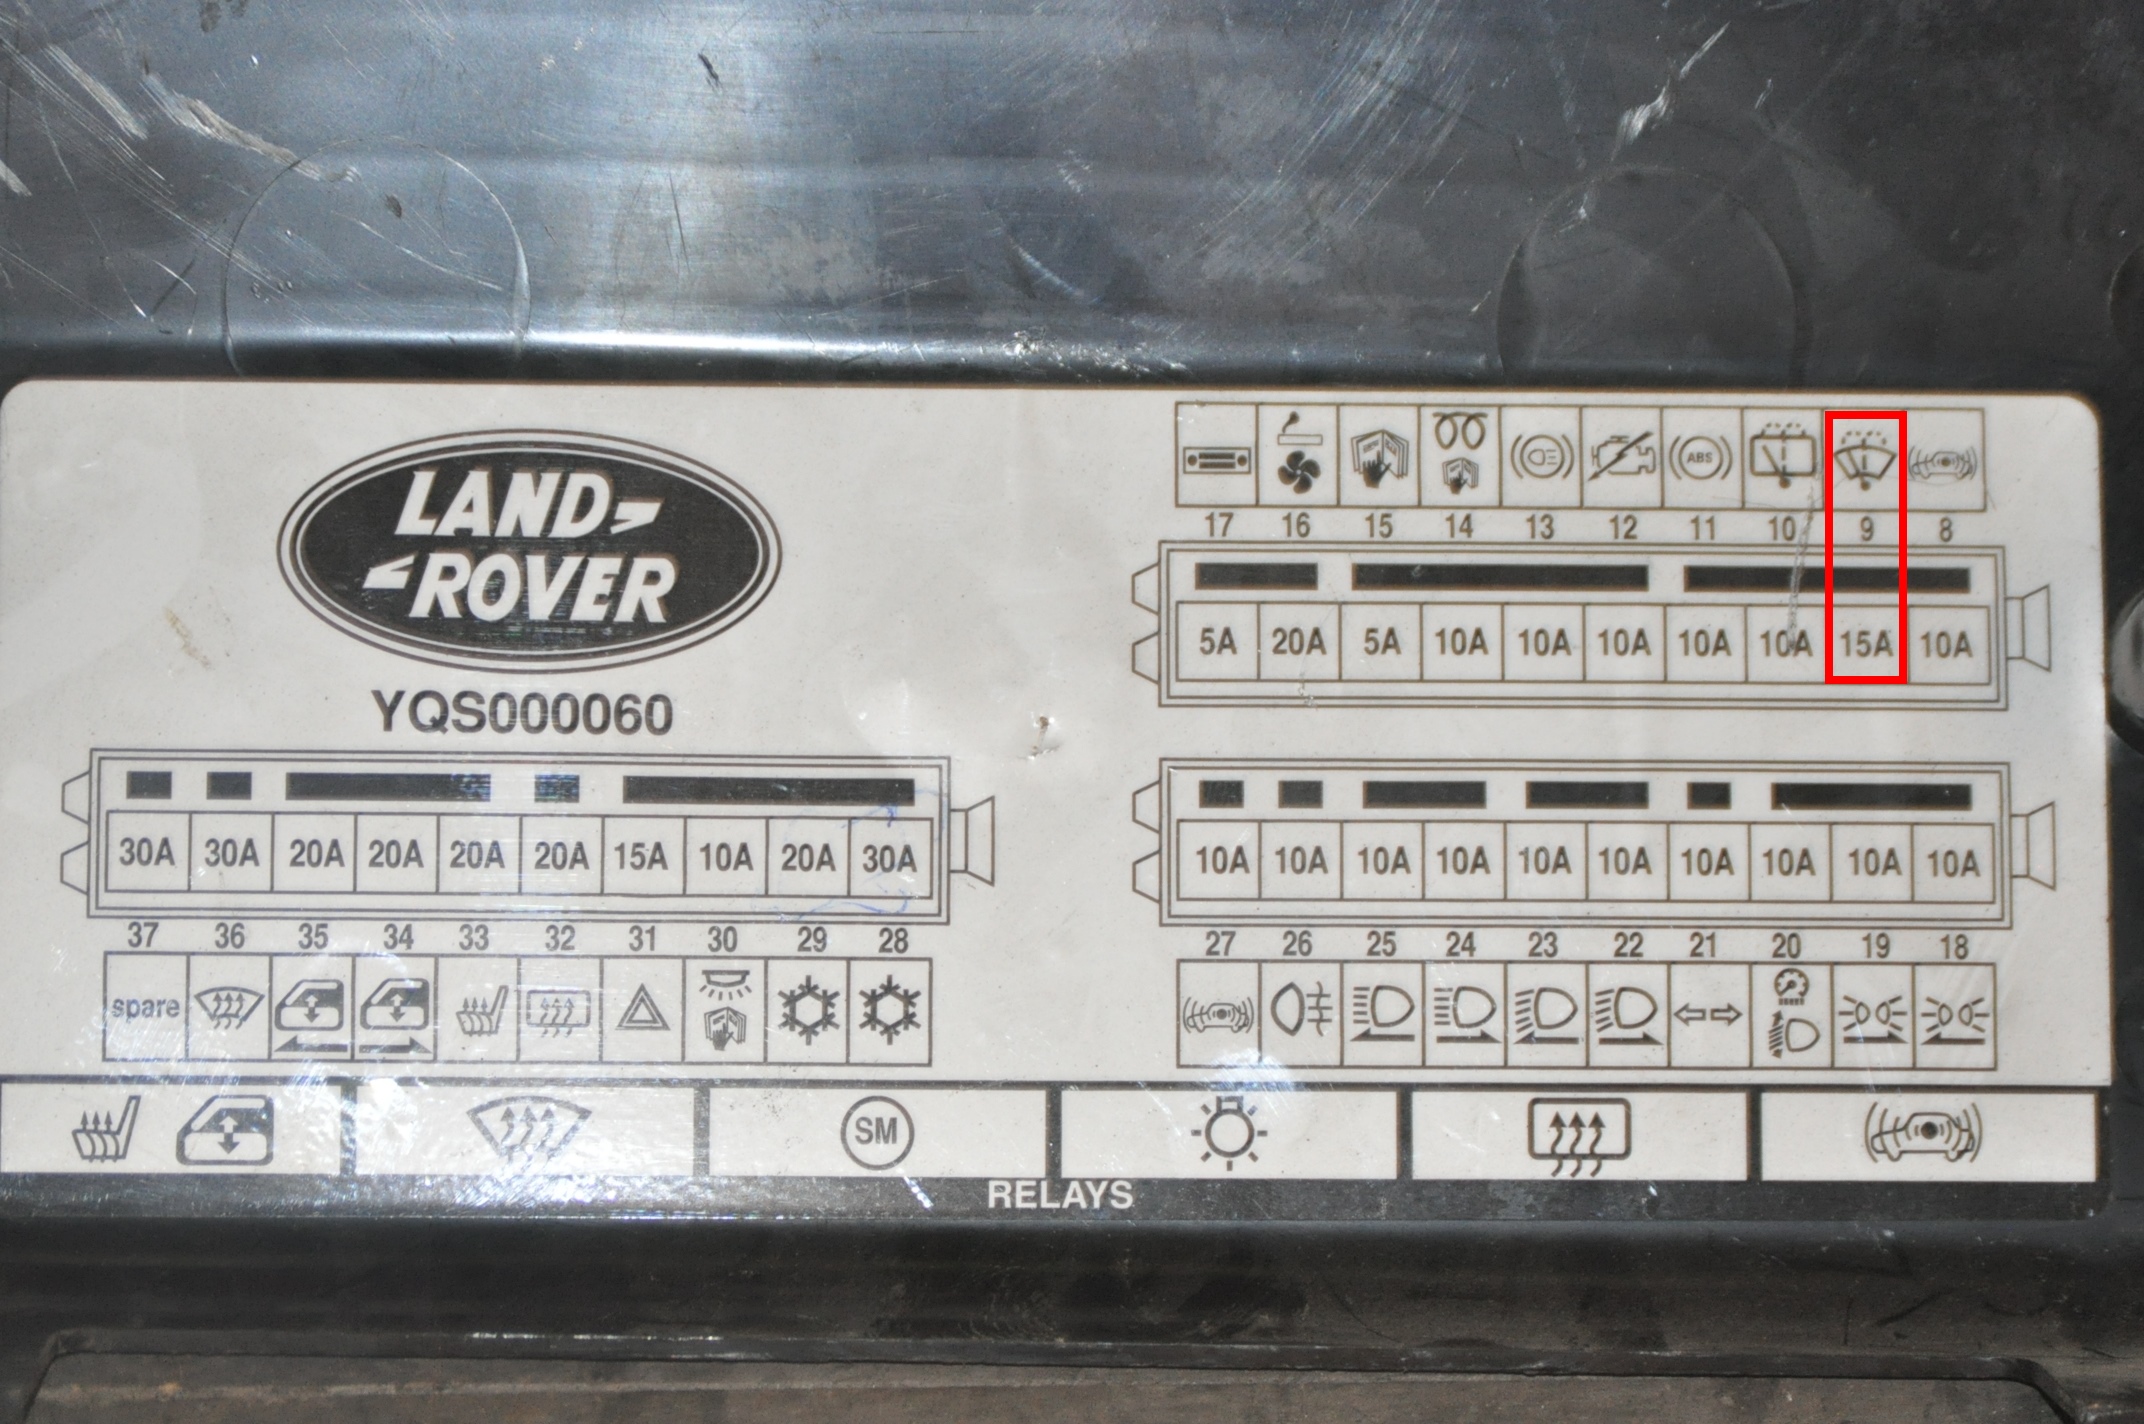 LAND
ROVER
YQS000060
ABS
17 16 15 14 13 12 11 10 9 8
5A 20A 5A 10A 10A 10A 10A 10A 15A 10A
30A 30A 20A 20A 20A 20A 15A 10A 20A 30A
37 36 35 34 33 32 31 30 29 28
spare
10A 10A 10A 10A 10A 10A 10A 10A 10A 10A
27 26 25 24 23 22 21 20 19 18
SM
RELAYS